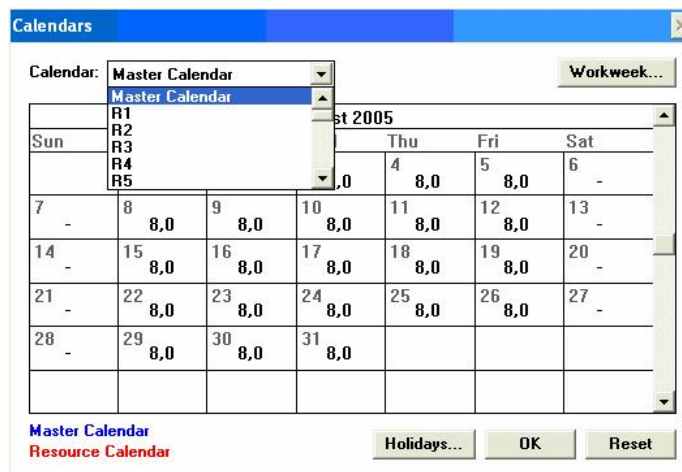 Calendars
Calendar: Master Calendar Workweek...
Master Calendar
R1
R2
R3
R4
R5
st 2005
Sun Thu Fri Sat
,0 4 8,0 5 8,0 6 -
7 - 8 8,0 9 8,0 10 8,0 11 8,0 12 8,0 13 -
14 - 15 8,0 16 8,0 17 8,0 18 8,0 19 8,0 20 -
21 - 22 8,0 23 8,0 24 8,0 25 8,0 26 8,0 27 -
28 - 29 8,0 30 8,0 31 8,0
Master Calendar
Resource Calendar
Holidays... OK Reset